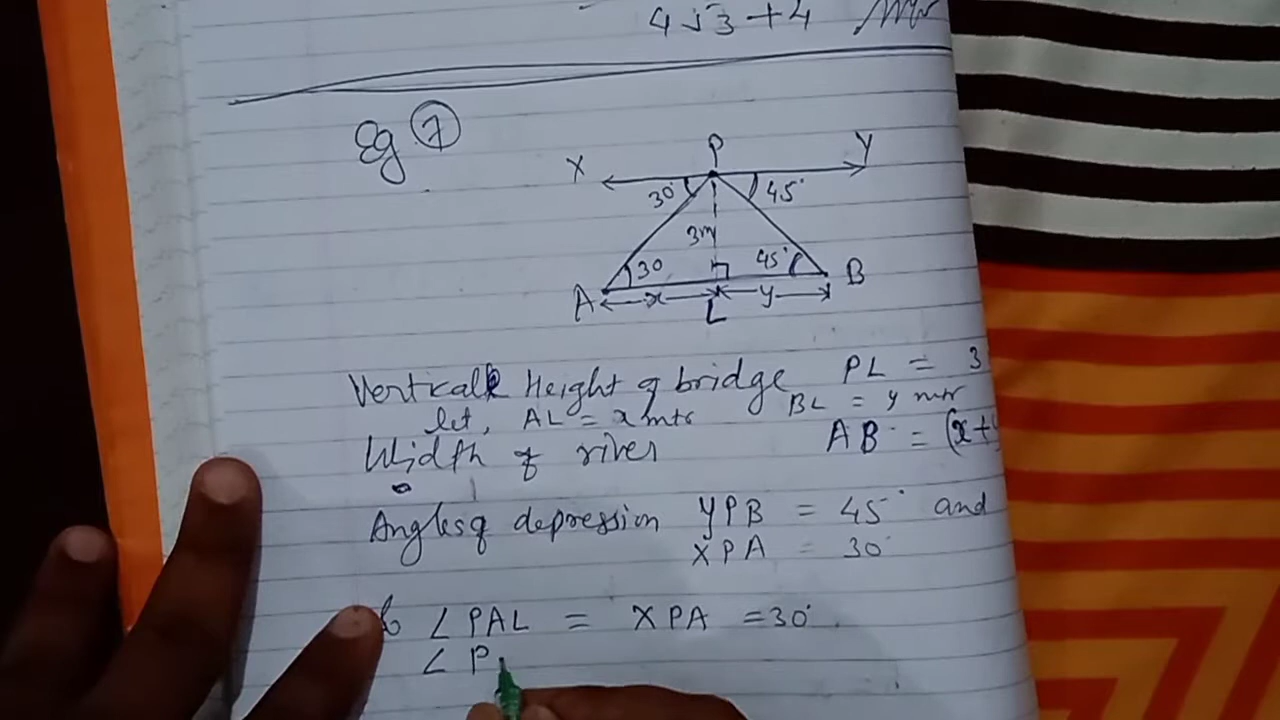 4√3 + 4
Eg 7
X P Y
30° 45°
3m
30 45°
A x L y B
Vertical Height of bridge PL = 3
let, AL = x mtr BL = y mtr
Width of river AB = (x+y
Angles of depression YPB = 45° and
XPA = 30°
∠PAL = XPA = 30°.
∠P